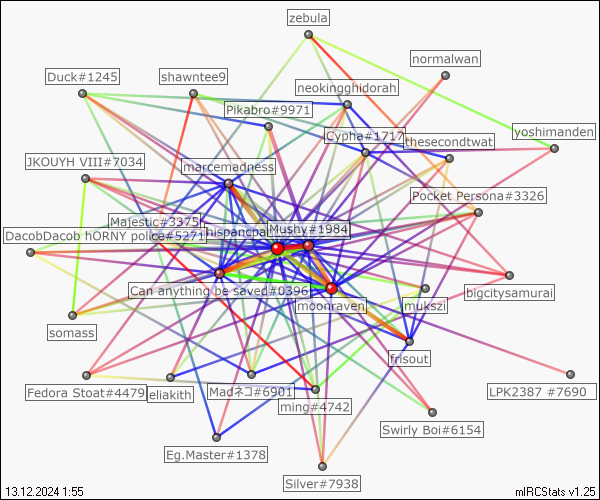 zebula
normalwan
Duck#1245
shawntee9
neokingghidorah
Pikabro#9971
Cypha#1717
thesecondtwat
yoshimanden
JKOUYH VIII#7034
marcemadness
Pocket Persona#3326
Majestic#3375
Mushy#1984
DacobDacob hORNY police#5271
Can anything be saved#0396
moonraven
mukszi
bigcitysamurai
somass
frisout
Fedora Stoat#4479
eliakith
Madネコ#6901
ming#4742
LPK2387 #7690
Swirly Boi#6154
Eg.Master#1378
Silver#7938
13.12.2024 1:55
mIRCStats v1.25